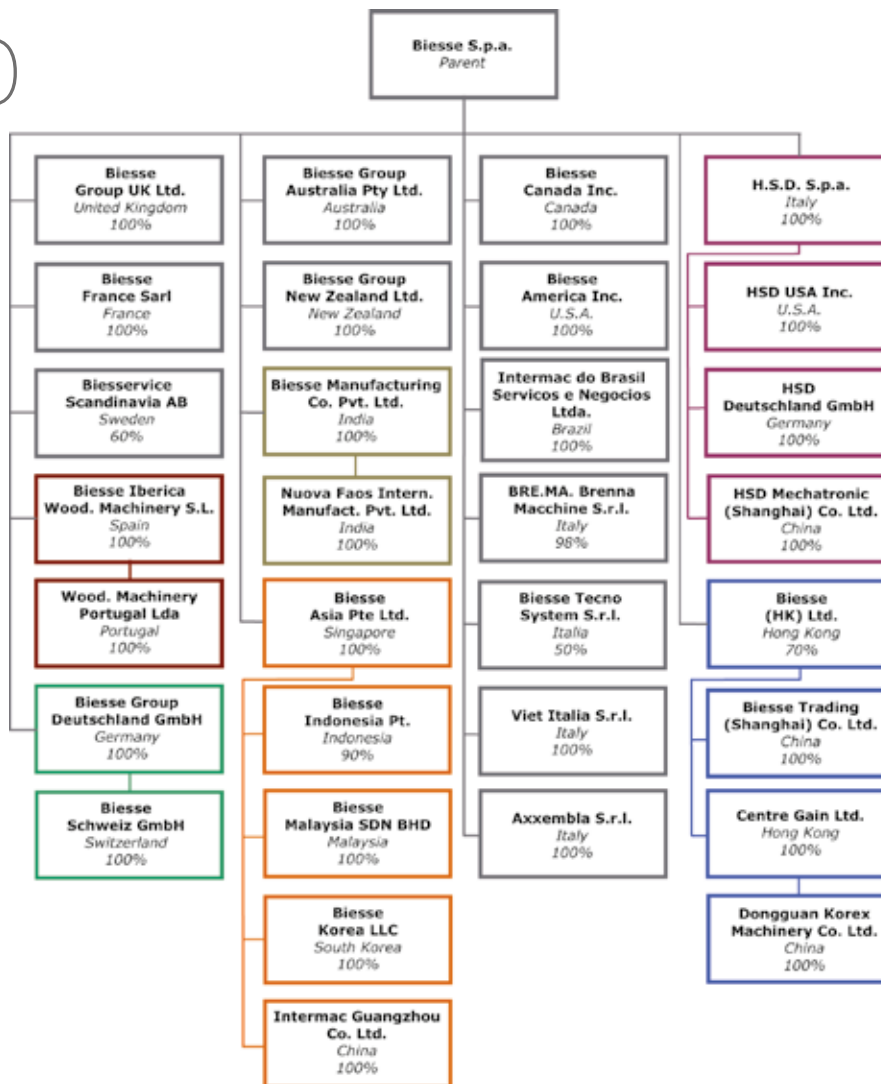 Biesse S.p.a.
Parent
Biesse
Group UK Ltd.
United Kingdom
100%
Biesse
France Sarl
France
100%
Biesservice
Scandinavia AB
Sweden
60%
Biesse Iberica
Wood. Machinery S.L.
Spain
100%
Wood. Machinery
Portugal Lda
Portugal
100%
Biesse Group
Deutschland GmbH
Germany
100%
Biesse
Schweiz GmbH
Switzerland
100%
Biesse Group
Australia Pty Ltd.
Australia
100%
Biesse Group
New Zealand Ltd.
New Zealand
100%
Biesse Manufacturing
Co. Pvt. Ltd.
India
100%
Nuova Faos Intern.
Manufact. Pvt. Ltd.
India
100%
Biesse
Asia Pte Ltd.
Singapore
100%
Biesse
Indonesia Pt.
Indonesia
90%
Biesse
Malaysia SDN BHD
Malaysia
100%
Biesse
Korea LLC
South Korea
100%
Intermac Guangzhou
Co. Ltd.
China
100%
Biesse
Canada Inc.
Canada
100%
Biesse
America Inc.
U.S.A.
100%
Intermac do Brasil
Servicos e Negocios
Ltda.
Brazil
100%
BRE.MA. Brenna
Macchine S.r.l.
Italy
98%
Biesse Tecno
System S.r.l.
Italia
50%
Viet Italia S.r.l.
Italy
100%
Axxembla S.r.l.
Italy
100%
H.S.D. S.p.a.
Italy
100%
HSD USA Inc.
U.S.A.
100%
HSD
Deutschland GmbH
Germany
100%
HSD Mechatronic
(Shanghai) Co. Ltd.
China
100%
Biesse
(HK) Ltd.
Hong Kong
70%
Biesse Trading
(Shanghai) Co. Ltd.
China
100%
Centre Gain Ltd.
Hong Kong
100%
Dongguan Korex
Machinery Co. Ltd.
China
100%